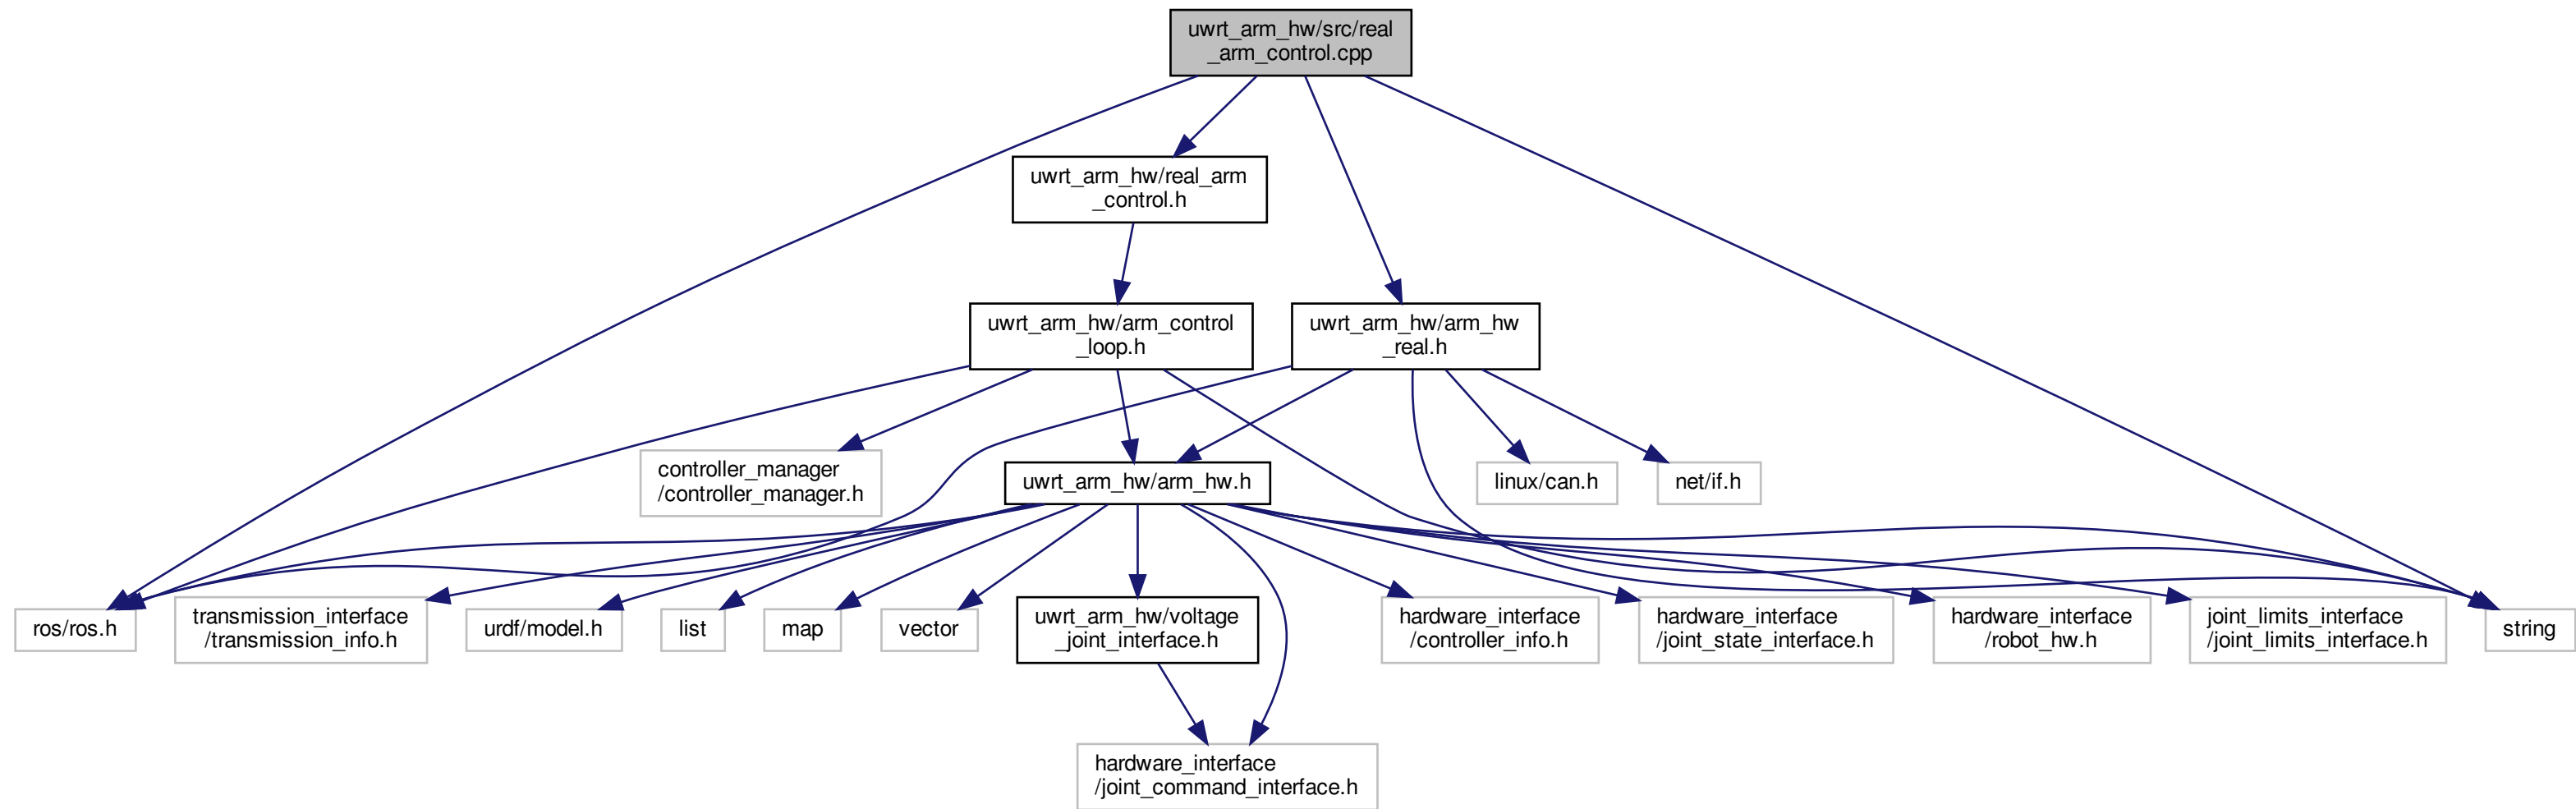 uwrt_arm_hw/src/real
_arm_control.cpp
uwrt_arm_hw/real_arm
_control.h
uwrt_arm_hw/arm_control
_loop.h
uwrt_arm_hw/arm_hw
_real.h
controller_manager
/controller_manager.h
uwrt_arm_hw/arm_hw.h
linux/can.h
net/if.h
ros/ros.h
transmission_interface
/transmission_info.h
urdf/model.h
list
map
vector
uwrt_arm_hw/voltage
_joint_interface.h
hardware_interface
/controller_info.h
hardware_interface
/joint_state_interface.h
hardware_interface
/robot_hw.h
joint_limits_interface
/joint_limits_interface.h
string
hardware_interface
/joint_command_interface.h